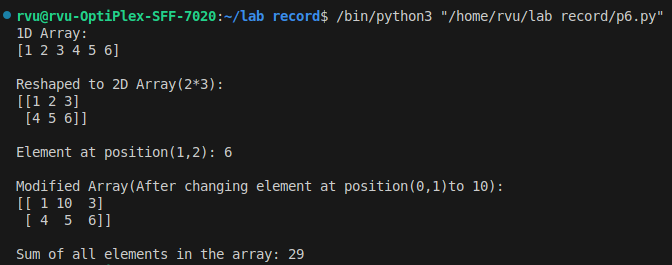 rvu@rvu-OptiPlex-SFF-7020:~/lab record$ /bin/python3 "/home/rvu/lab record/p6.py"
1D Array:
[1 2 3 4 5 6]
Reshaped to 2D Array(2*3):
[[1 2 3]
 [4 5 6]]
Element at position(1,2): 6
Modified Array(After changing element at position(0,1)to 10):
[[ 1 10  3]
 [ 4  5  6]]
Sum of all elements in the array: 29